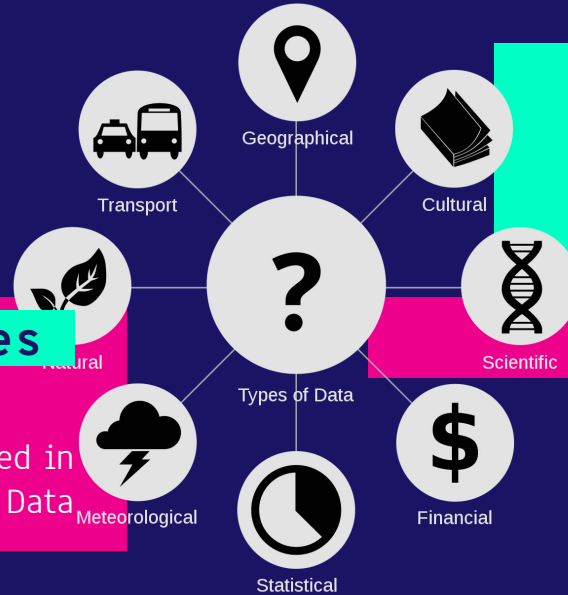 Geographical
Transport
Cultural
?
es
Natural
Scientific
Types of Data
$
ed in
Data
Meteorological
Financial
Statistical